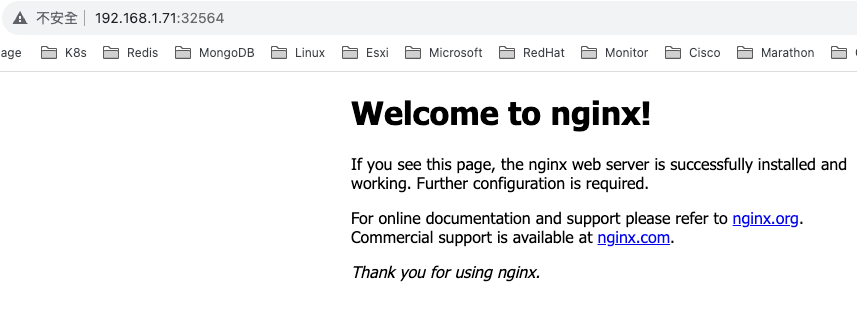 不安全 192.168.1.71:32564
age K8s Redis MongoDB Linux Esxi Microsoft RedHat Monitor Cisco Marathon
Welcome to nginx!
If you see this page, the nginx web server is successfully installed and
working. Further configuration is required.
For online documentation and support please refer to nginx.org.
Commercial support is available at nginx.com.
Thank you for using nginx.